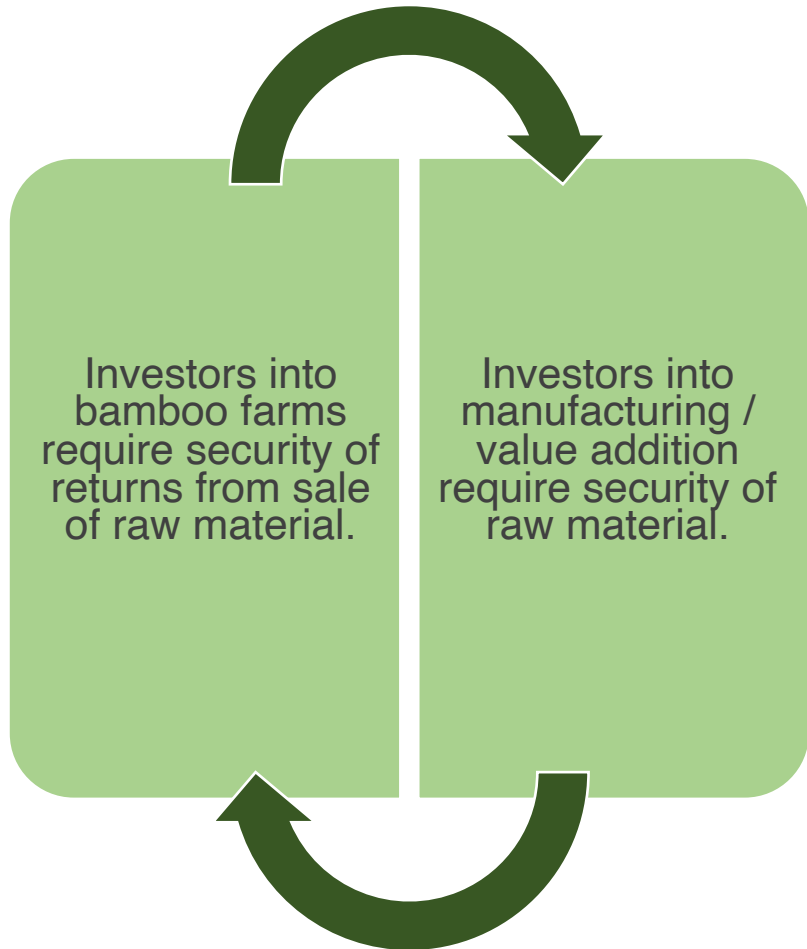 Investors into
bamboo farms
require security of
returns from sale
of raw material.
Investors into
manufacturing /
value addition
require security of
raw material.